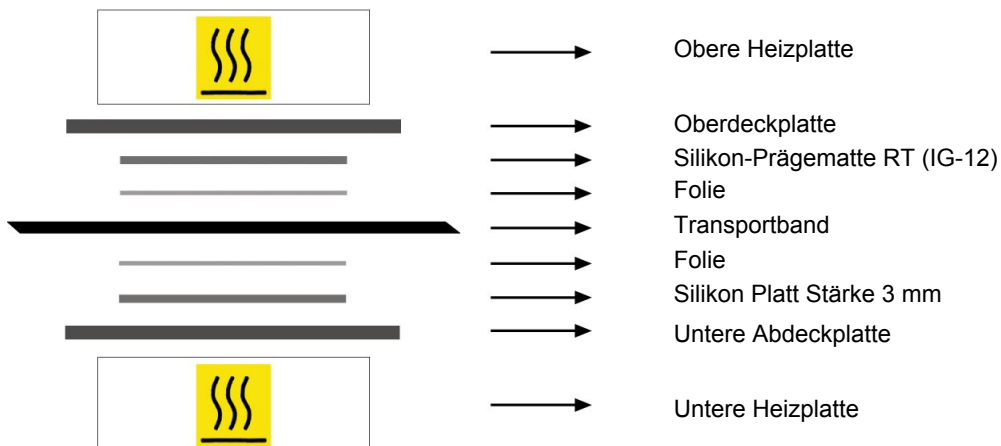 Obere Heizplatte
Oberdeckplatte
Silikon-Prägematte RT (IG-12)
Folie
Transportband
Folie
Silikon Platt Stärke 3 mm
Untere Abdeckplatte
Untere Heizplatte